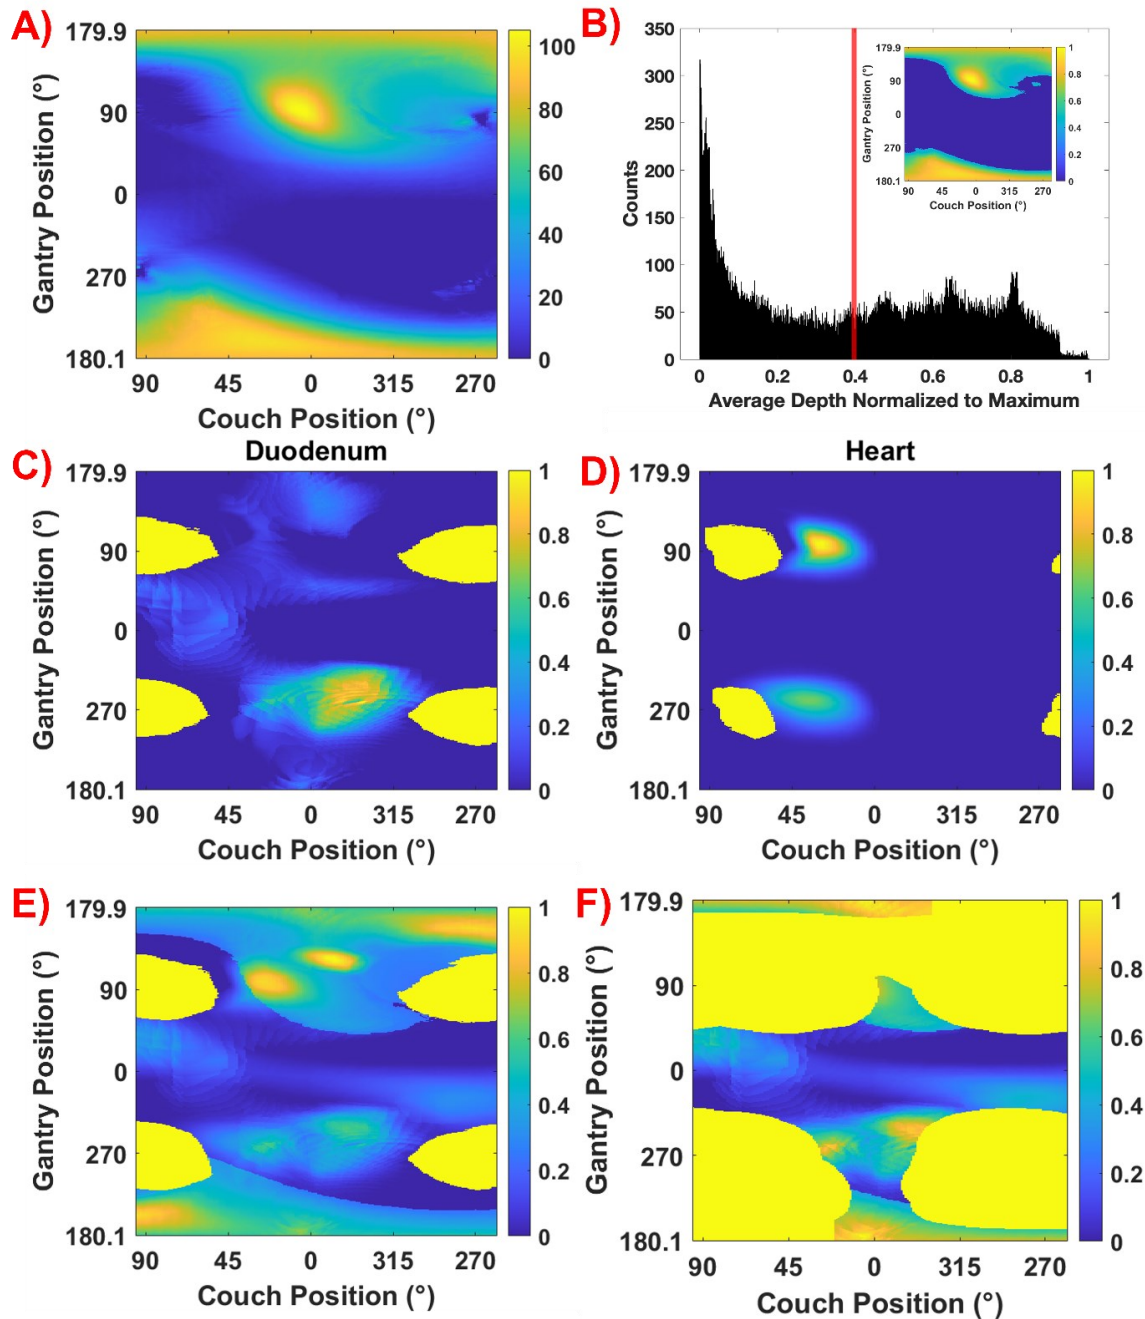 A)
179.9
90
0
270
180.1
Gantry Position (°)
90 45 0 315 270
Couch Position (°)
100
80
60
40
20
0
B)
350
300
250
200
150
100
50
0
Counts
0 0.2 0.4 0.6 0.8 1
Average Depth Normalized to Maximum
179.9
90
0
270
180.1
Gantry Position (°)
90 45 0 315 270
Couch Position (°)
1
0.8
0.6
0.4
0.2
0
C)
Duodenum
179.9
90
0
270
180.1
Gantry Position (°)
90 45 0 315 270
Couch Position (°)
1
0.8
0.6
0.4
0.2
0
D)
Heart
179.9
90
0
270
180.1
Gantry Position (°)
90 45 0 315 270
Couch Position (°)
1
0.8
0.6
0.4
0.2
0
E)
179.9
90
0
270
180.1
Gantry Position (°)
90 45 0 315 270
Couch Position (°)
1
0.8
0.6
0.4
0.2
0
F)
179.9
90
0
270
180.1
Gantry Position (°)
90 45 0 315 270
Couch Position (°)
1
0.8
0.6
0.4
0.2
0